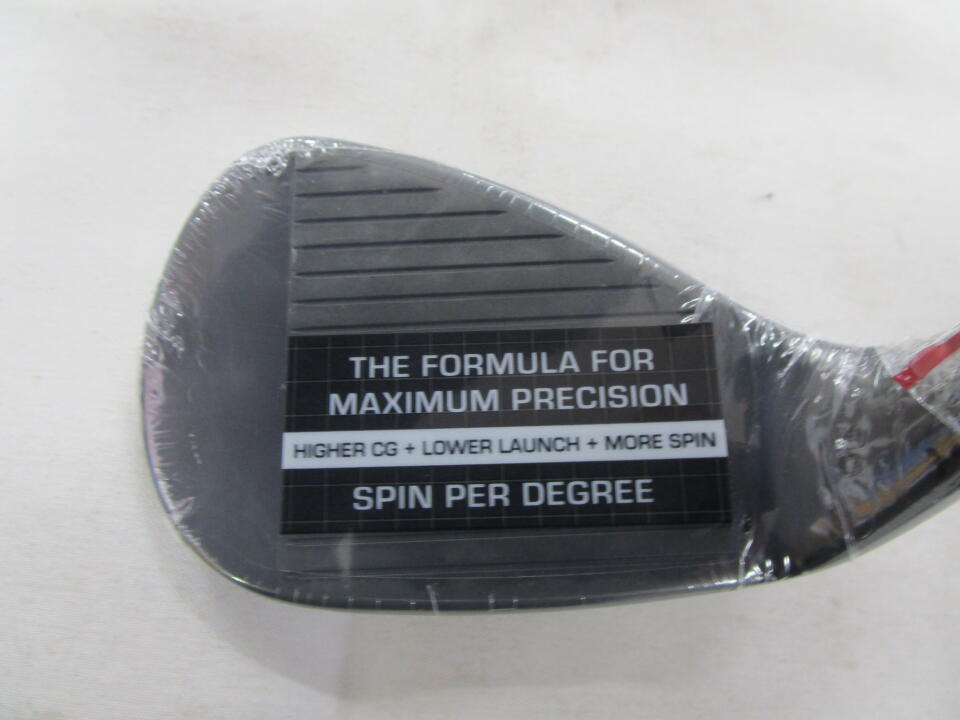 THE FORMULA FOR
MAXIMUM PRECISION
HIGHER CG + LOWER LAUNCH + MORE SPIN
SPIN PER DEGREE